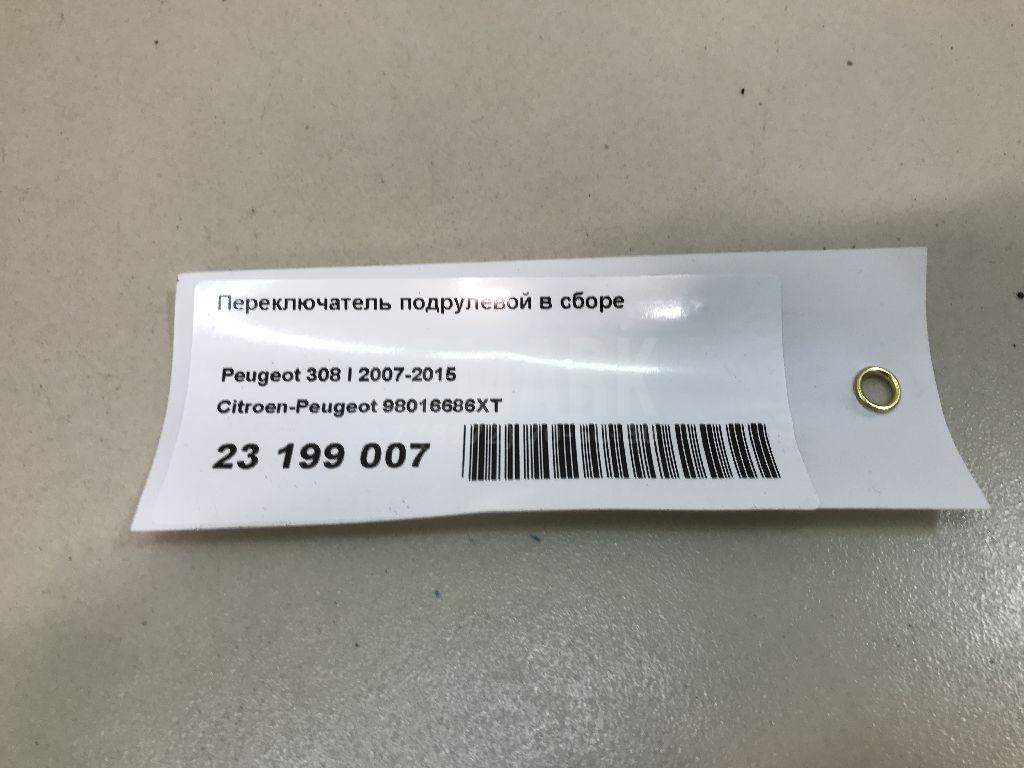 Переключатель подрулевой в сборе
Peugeot 308 I 2007-2015
Citroen-Peugeot 98016686XT
23 199 007